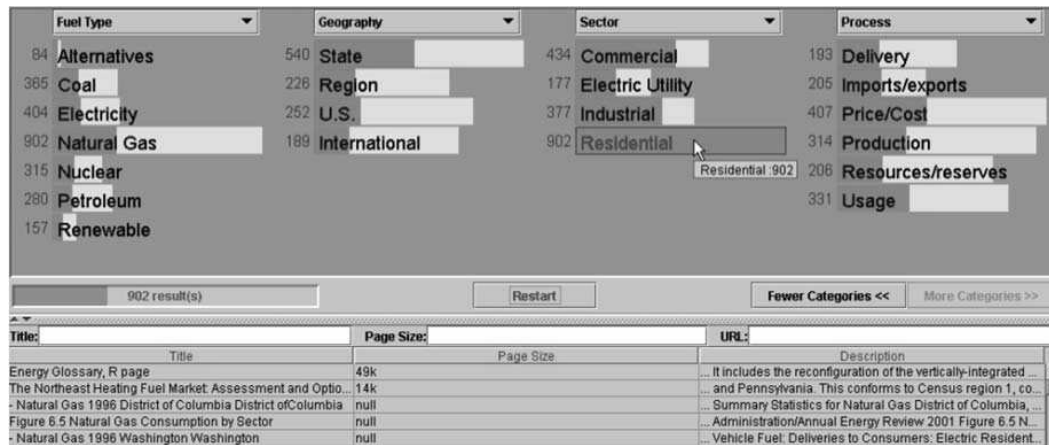 Fuel Type Geography Sector Process
84 Alternatives 540 State 434 Commercial 193 Delivery
365 Coal 226 Region 177 Electric Utility 205 Imports/exports
404 Electricity 252 U.S. 377 Industrial 407 Price/Cost
902 Natural Gas 189 International 902 Residential 314 Production
315 Nuclear Residential :902 206 Resources/reserves
280 Petroleum 331 Usage
157 Renewable
902 result(s) Restart Fewer Categories << More Categories >>
Title: Page Size: URL:
Title Page Size Description
Energy Glossary, R page 49k ... It includes the reconfiguration of the vertically-integrated ...
The Northeast Heating Fuel Market: Assessment and Optio... 14k ... and Pennsylvania. This conforms to Census region 1, co...
- Natural Gas 1996 District of Columbia District ofColumbia null ... Summary Statistics for Natural Gas District of Columbia, ...
Figure 6.5 Natural Gas Consumption by Sector null ... Administration/Annual Energy Review 2001 Figure 6.5 N...
- Natural Gas 1996 Washington Washington null ... Vehicle Fuel: Deliveries to Consumers: Electric Resident...